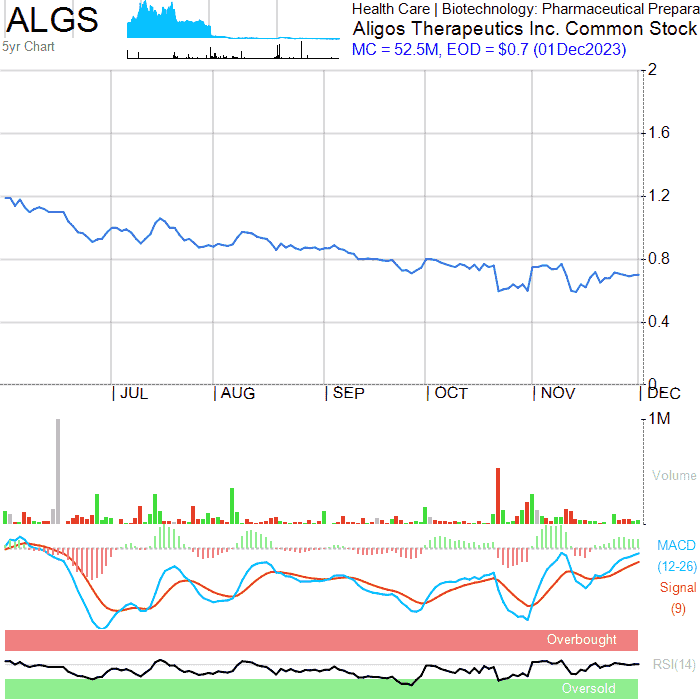 ALGS
5yr Chart
Health Care | Biotechnology: Pharmaceutical Prepara
Aligos Therapeutics Inc. Common Stock
MC = 52.5M, EOD = $0.7 (01Dec2023)
2
1.6
1.2
0.8
0.4
0
| JUL | AUG | SEP | OCT | NOV | DEC
1M
Volume
MACD
(12-26)
Signal
(9)
Overbought
RSI(14)
Oversold